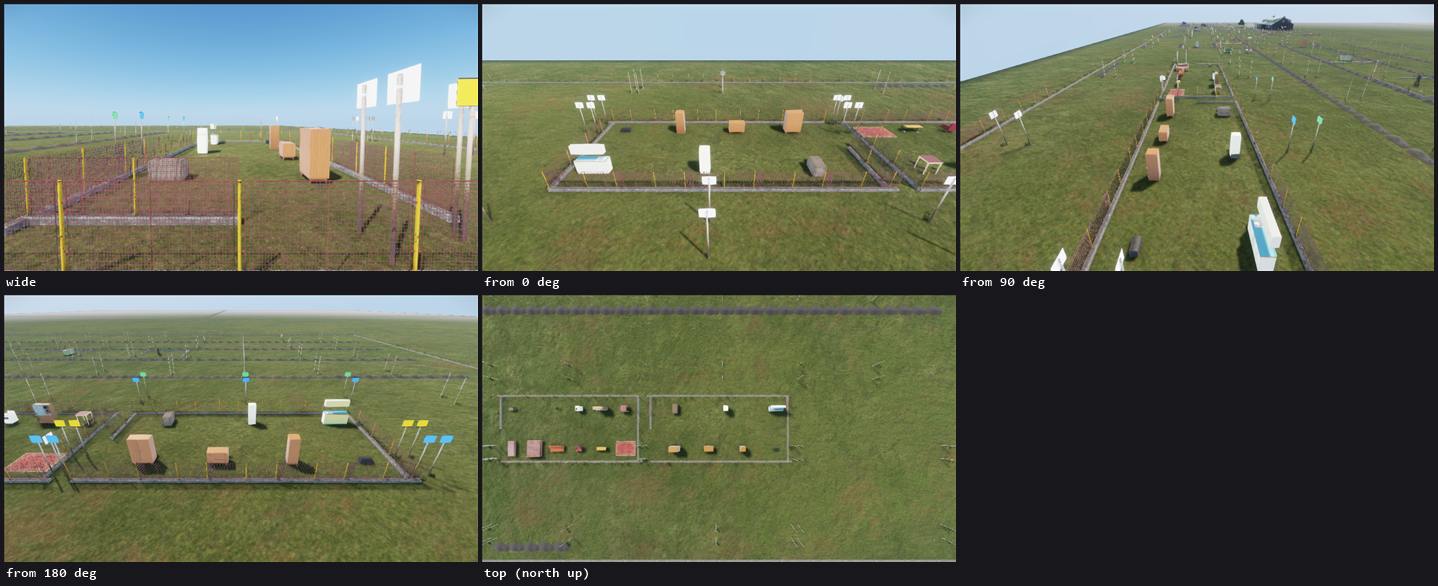 wide
from 0 deg
from 90 deg
from 180 deg
top (north up)